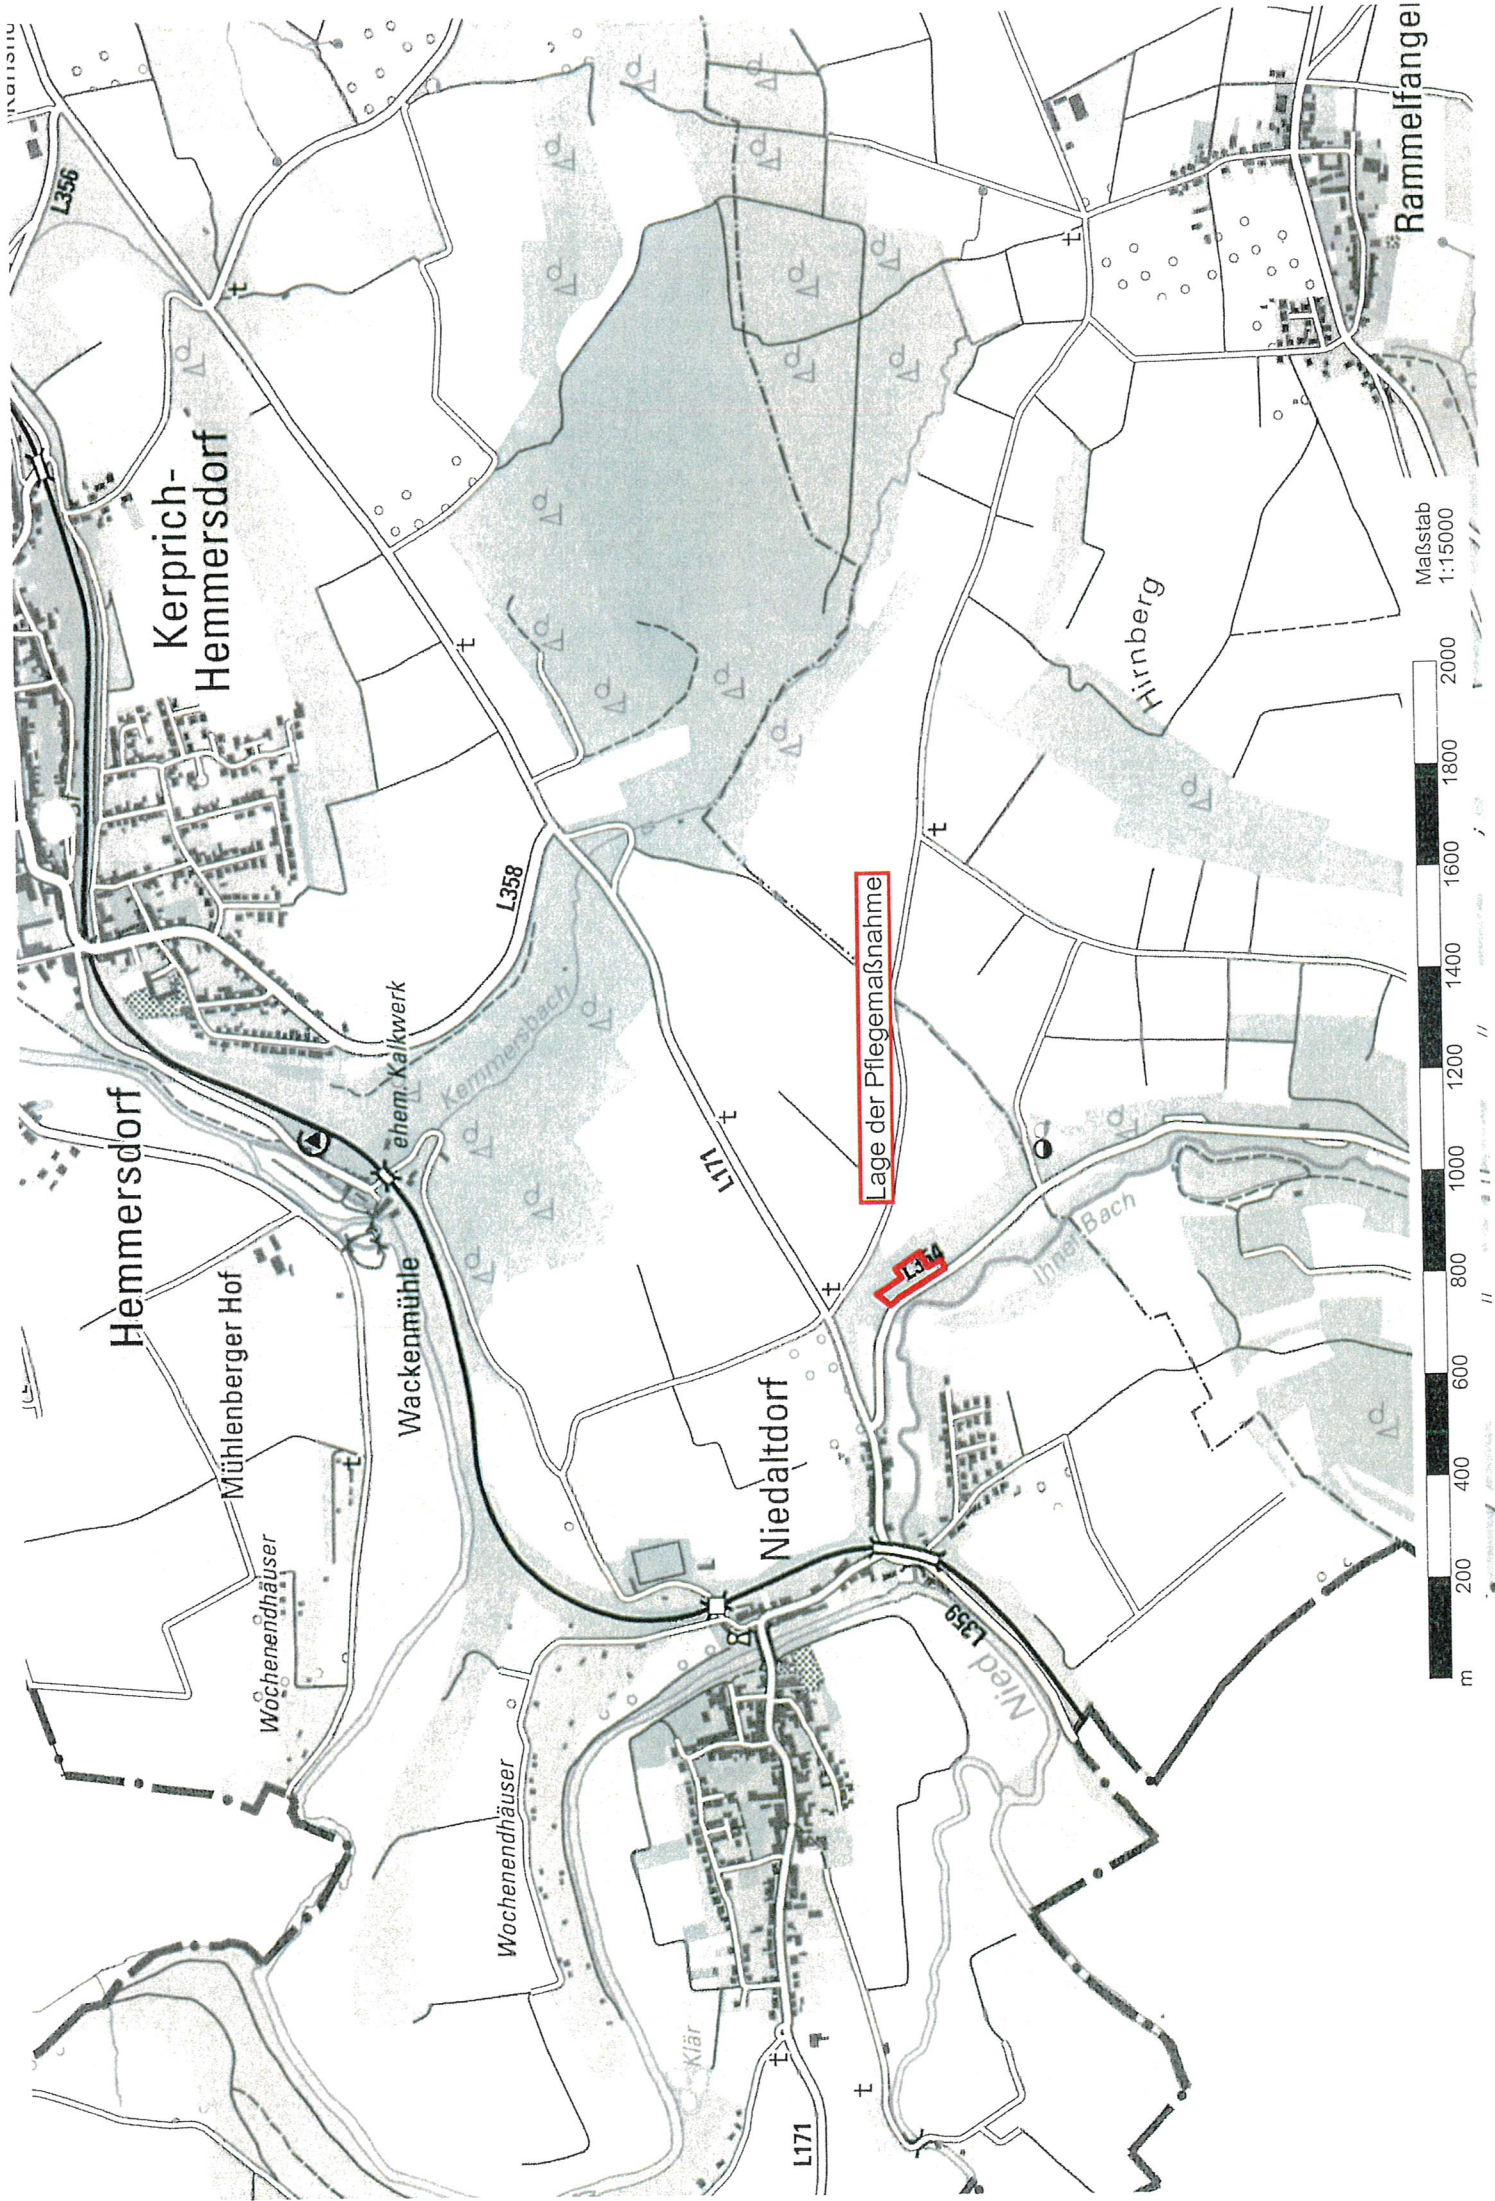 L356
Kerprich-
Hemmersdorf
Rammelfangen
L358
Hemmersdorf
ehem. Kalkwerk
Kemmersbach
Mühlenberger Hof
Wackenmühle
L171
Lage der Pflegemaßnahme
L354
Ihner Bach
Hirnberg
Wochenendhäuser
Niedaltdorf
Wochenendhäuser
L359
Nied
Klär
L171
Maßstab
1:15000
m
200
400
600
800
1000
1200
1400
1600
1800
2000